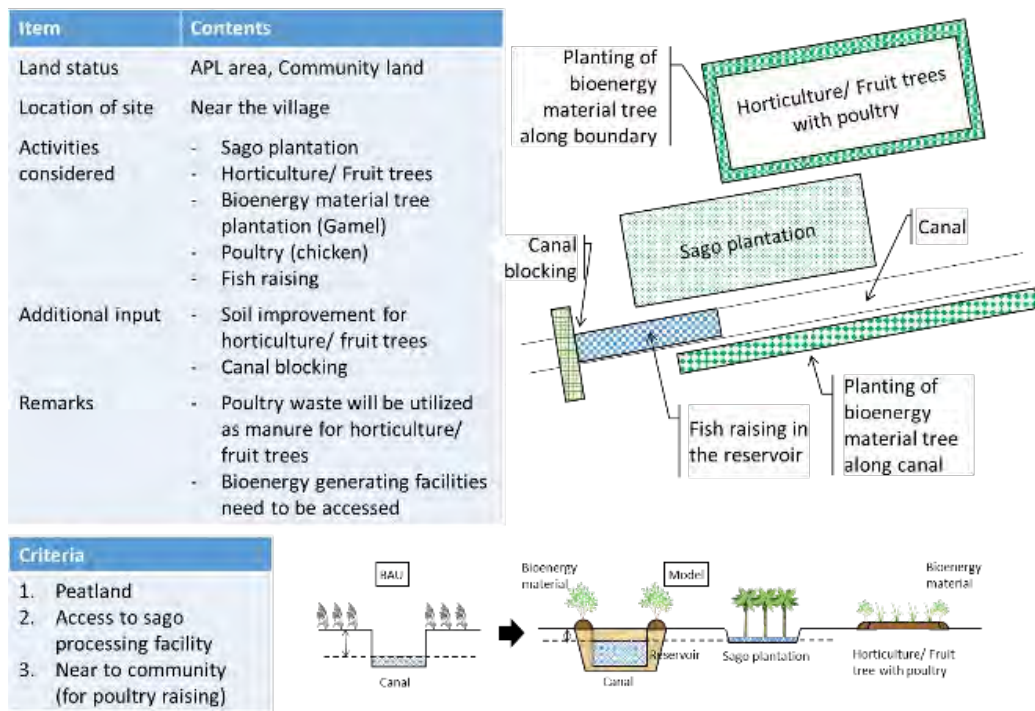 Item Contents
Land status APL area, Community land
Location of site Near the village
Activities considered
- Sago plantation
- Horticulture/ Fruit trees
- Bioenergy material tree
plantation (Gamel)
- Poultry (chicken)
- Fish raising
Additional input
- Soil improvement for
horticulture/ fruit trees
- Canal blocking
Remarks
- Poultry waste will be utilized
as manure for horticulture/
fruit trees
- Bioenergy generating facilities
need to be accessed
Planting of
bioenergy
material tree
along boundary
Horticulture/ Fruit trees
with poultry
Sago plantation
Canal
blocking
Canal
Fish raising in
the reservoir
Planting of
bioenergy
material tree
along canal
Criteria
1. Peatland
2. Access to sago
processing facility
3. Near to community
(for poultry raising)
BAU
Canal
Bioenergy
material
Model
Reservoir
Canal
Sago plantation
Bioenergy
material
Horticulture/ Fruit
tree with poultry